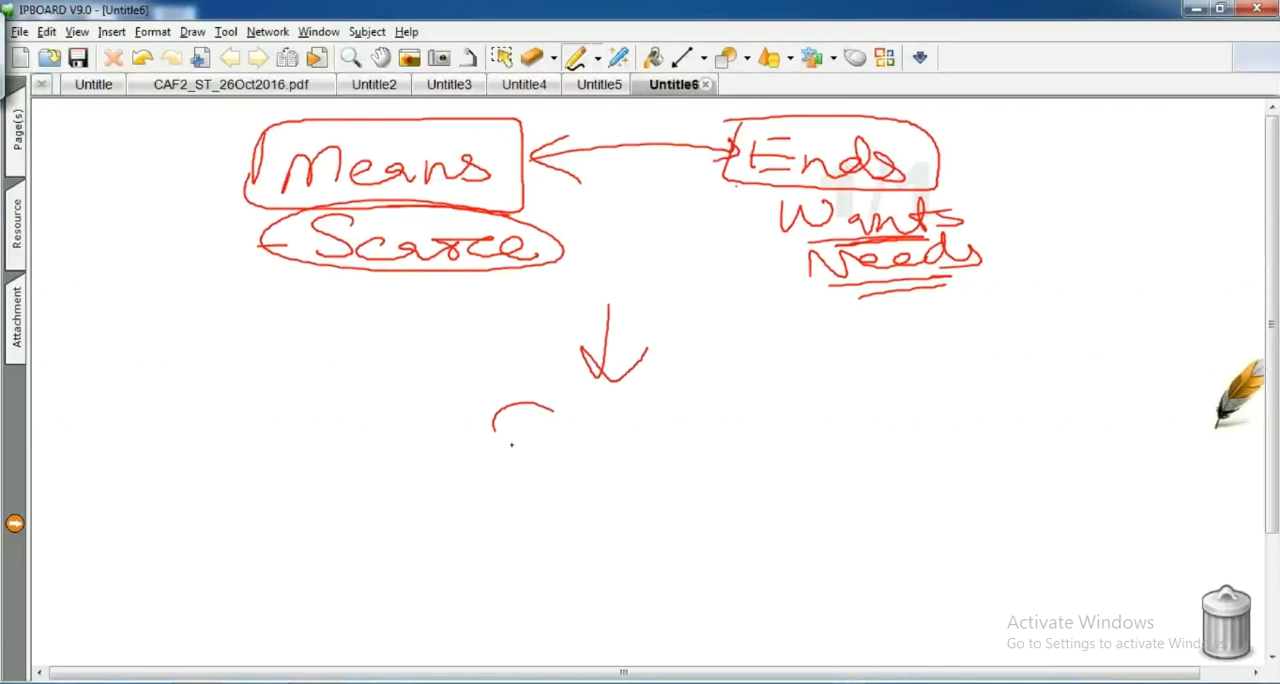 IPBOARD V9.0 - [Untitle6]
File Edit View Insert Format Draw Tool Network Window Subject Help
Untitle CAF2_ST_26Oct2016.pdf Untitle2 Untitle3 Untitle4 Untitle5 Untitle6
Page(s)
Resource
Attachment
Means Ends
Scarce Wants
Needs
Activate Windows
Go to Settings to activate Windows.